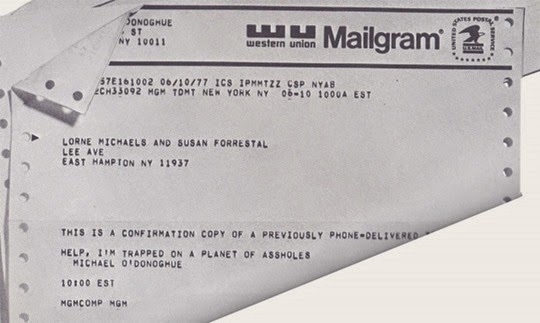 O'DONOGHUE
ST
NY 10011
western union Mailgram®
UNITED STATES POSTAL SERVICE
57E161002 06/10/77 ICS IPMMTZZ CSP NYAB
ECH33092 MGM TDMT NEW YORK NY 06-10 1000A EST
LORNE MICHAELS AND SUSAN FORRESTAL
LEE AVE
EAST HAMPTON NY 11937
THIS IS A CONFIRMATION COPY OF A PREVIOUSLY PHONE-DELIVERED
HELP, I'M TRAPPED ON A PLANET OF ASSHOLES
MICHAEL O'DONOGHUE
10:00 EST
MGMCOMP MGM